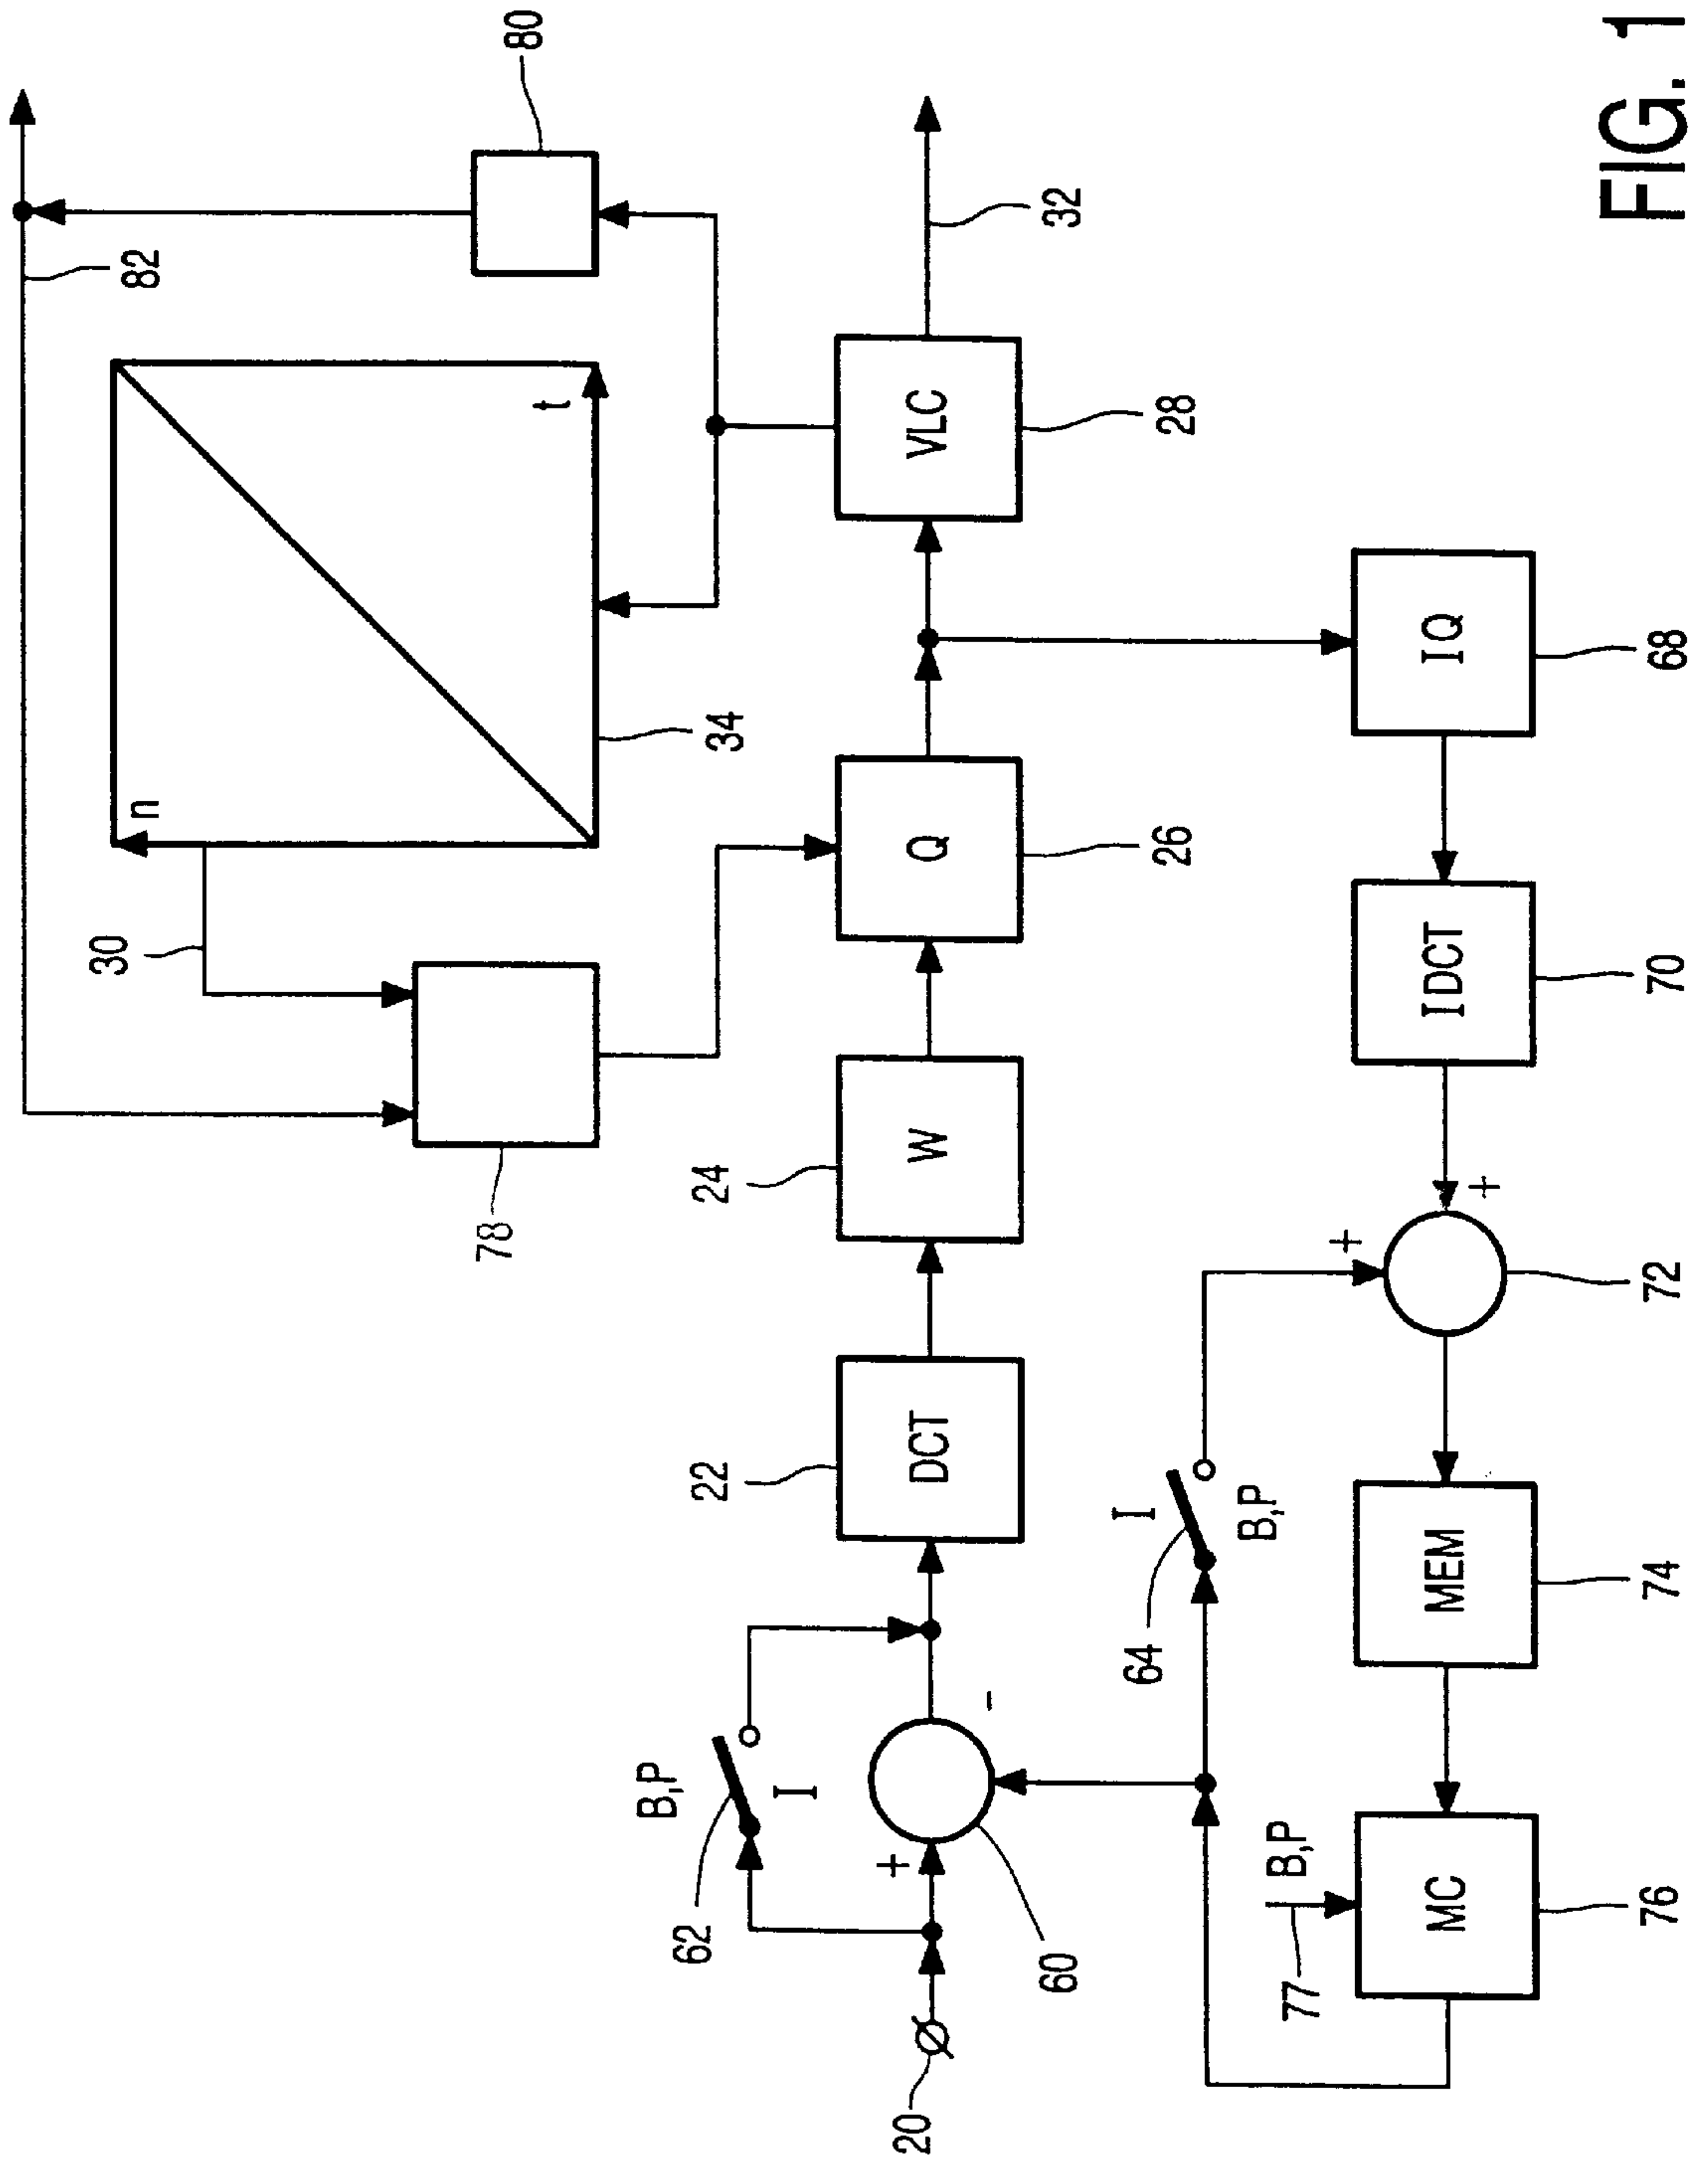 82
80
30
n
t
78
34
32
62
B,P
I
22
DCT
24
W
Q
26
VLC
28
20
+
-
60
64
I
B,P
77
B,P
MC
76
MEM
74
+
+
72
IDCT
70
IQ
68
FIG. 1